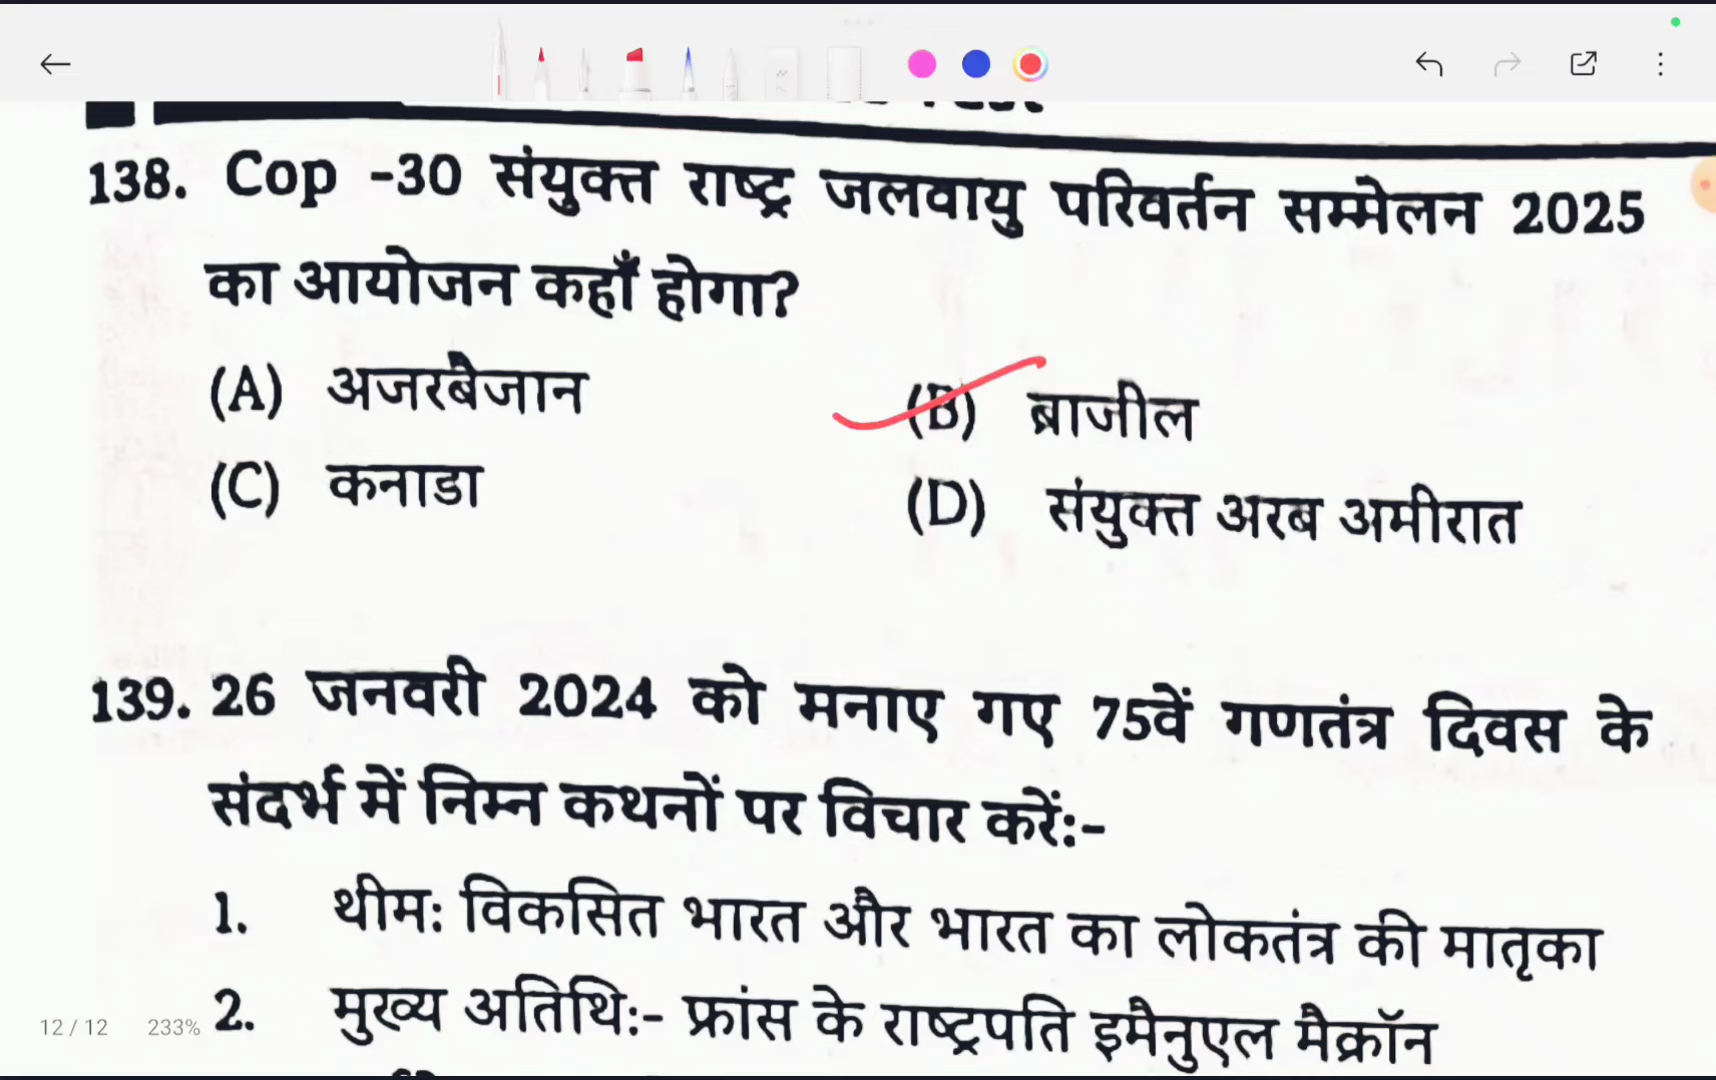 138. Cop -30 संयुक्त राष्ट्र जलवायु परिवर्तन सम्मेलन 2025
का आयोजन कहाँ होगा?
(A) अजरबैजान (B) ब्राजील
(C) कनाडा (D) संयुक्त अरब अमीरात
139. 26 जनवरी 2024 को मनाए गए 75वें गणतंत्र दिवस के
संदर्भ में निम्न कथनों पर विचार करें:-
1. थीम: विकसित भारत और भारत का लोकतंत्र की मातृका
2. मुख्य अतिथि:- फ्रांस के राष्ट्रपति इमैनुएल मैक्रॉन
12 / 12 233%